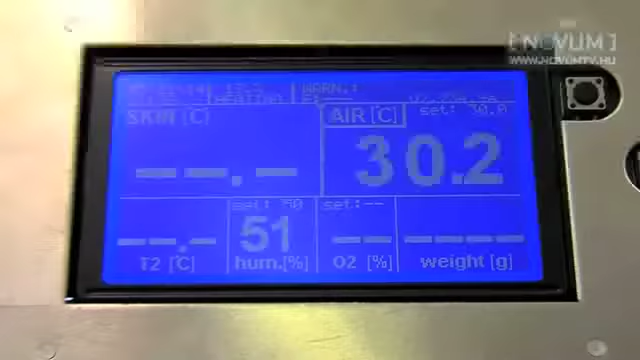 [NOVUM]
WWW.NOVUMTV.HU
WARN.:
HEATING
SKIN [°C]
--.-
AIR [°C]
set: 30.0
30.2
--.-
T2 [°C]
set: 50
51
hum.[%]
set:--
--
O2 [%]
----
weight [g]